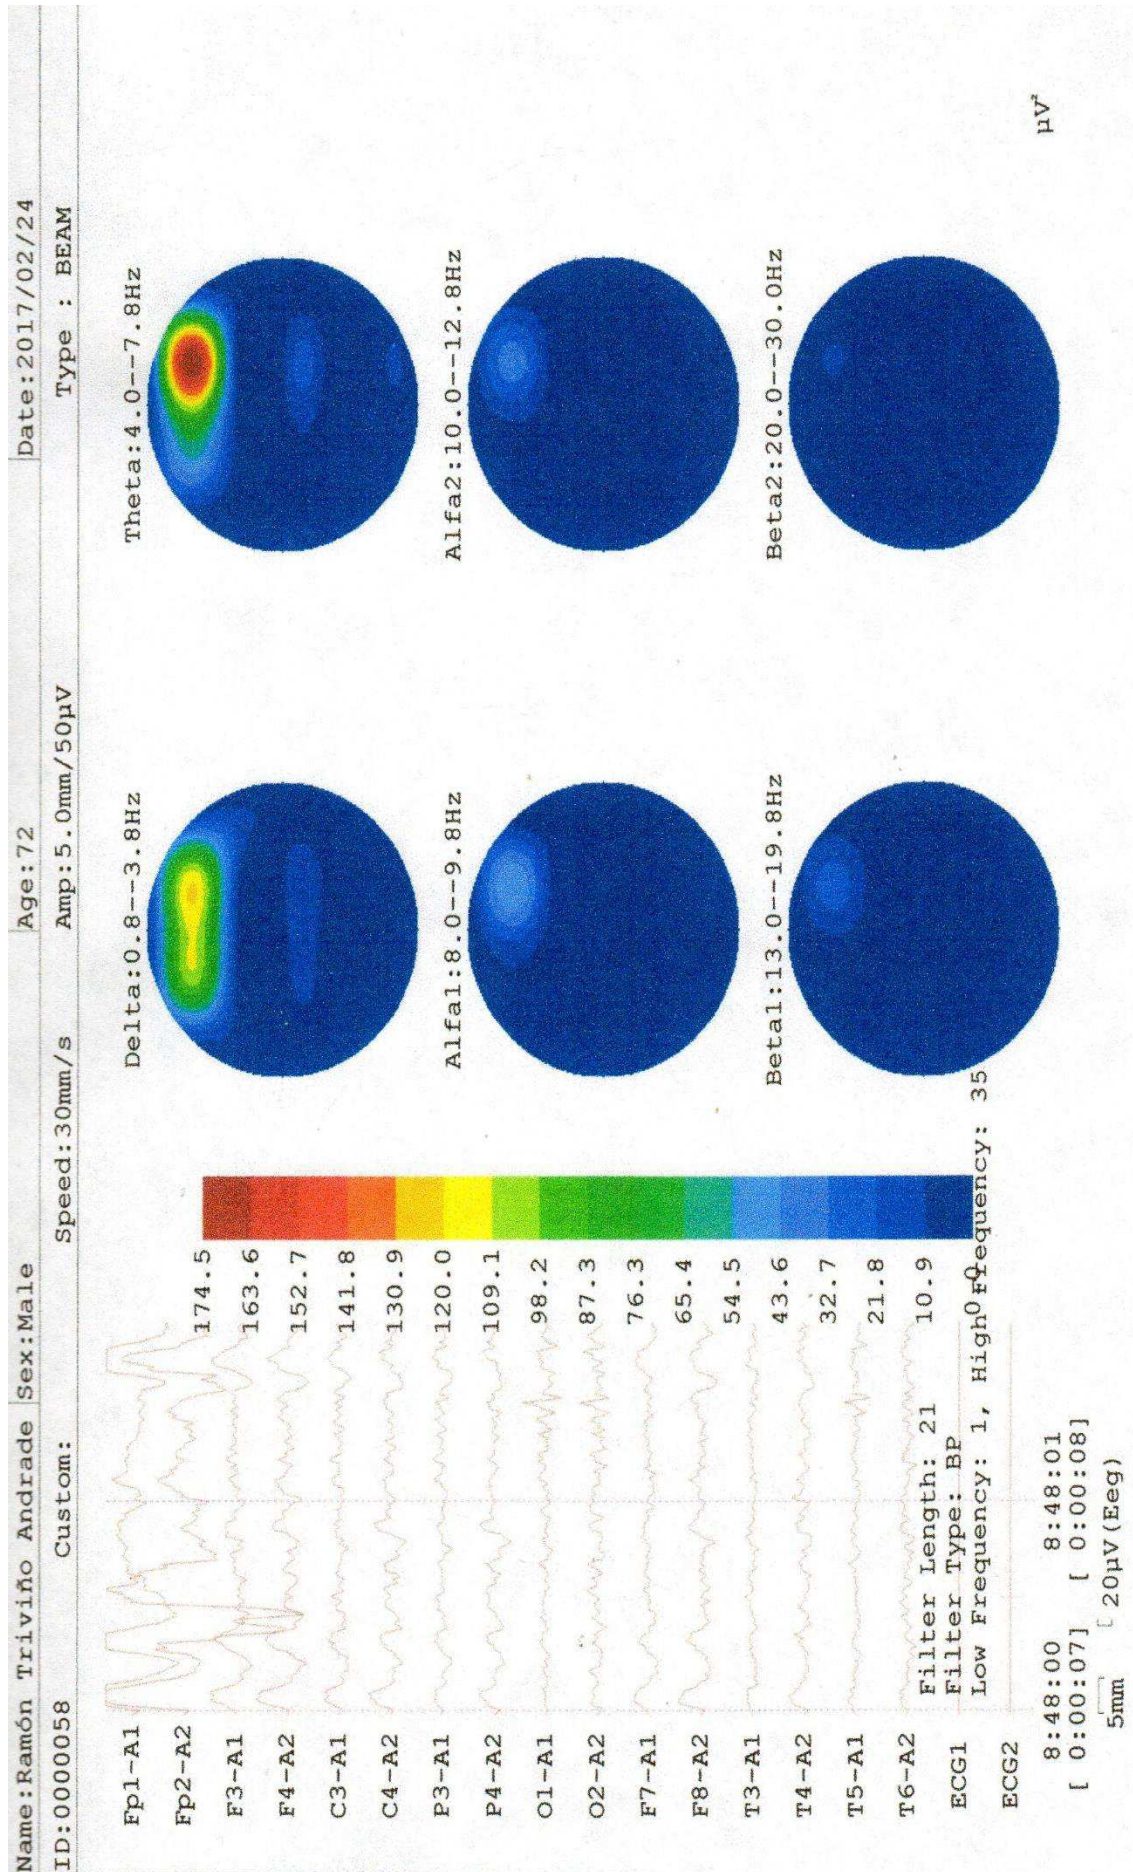 Name:Ramón Triviño Andrade Sex:Male Age:72 Date:2017/02/24
ID:0000058 Custom: Speed:30mm/s Amp:5.0mm/50µV Type : BEAM
Fp1-A1
Fp2-A2
F3-A1
F4-A2
C3-A1
C4-A2
P3-A1
P4-A2
O1-A1
O2-A2
F7-A1
F8-A2
T3-A1
T4-A2
T5-A1
T6-A2
ECG1
ECG2
Filter Length: 21
Filter Type: BP
Low Frequency: 1, High Frequency: 35
8:48:00 8:48:01
[ 0:00:07] [ 0:00:08]
5mm 20µV(Eeg)
174.5
163.6
152.7
141.8
130.9
120.0
109.1
98.2
87.3
76.3
65.4
54.5
43.6
32.7
21.8
10.9
0.0
Delta:0.8--3.8Hz Theta:4.0--7.8Hz
Alfa1:8.0--9.8Hz Alfa2:10.0--12.8Hz
Beta1:13.0--19.8Hz Beta2:20.0--30.0Hz
µV²